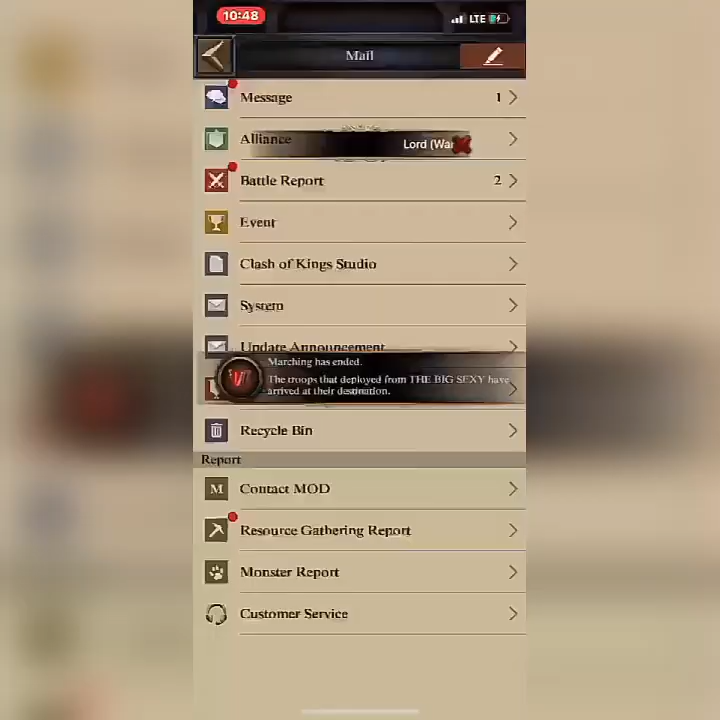 10:48
LTE
Mail
Message 1
Alliance
Lord (War
Battle Report 2
Event
Clash of Kings Studio
System
Update Announcement
Marching has ended.
The troops that deployed from THE BIG SEXY have
arrived at their destination.
Recycle Bin
Report
M Contact MOD
Resource Gathering Report
Monster Report
Customer Service